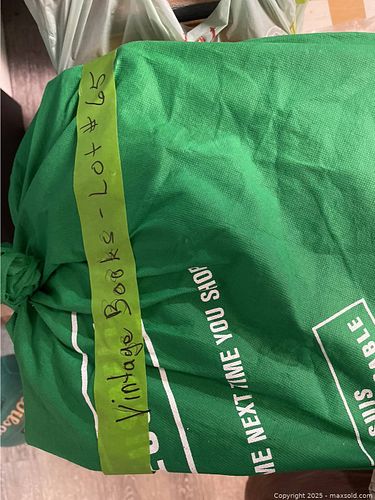 Vintage Books - Lot # 65
ME NEXT TIME YOU SHOP
Copyright 2025 - maxsold.com